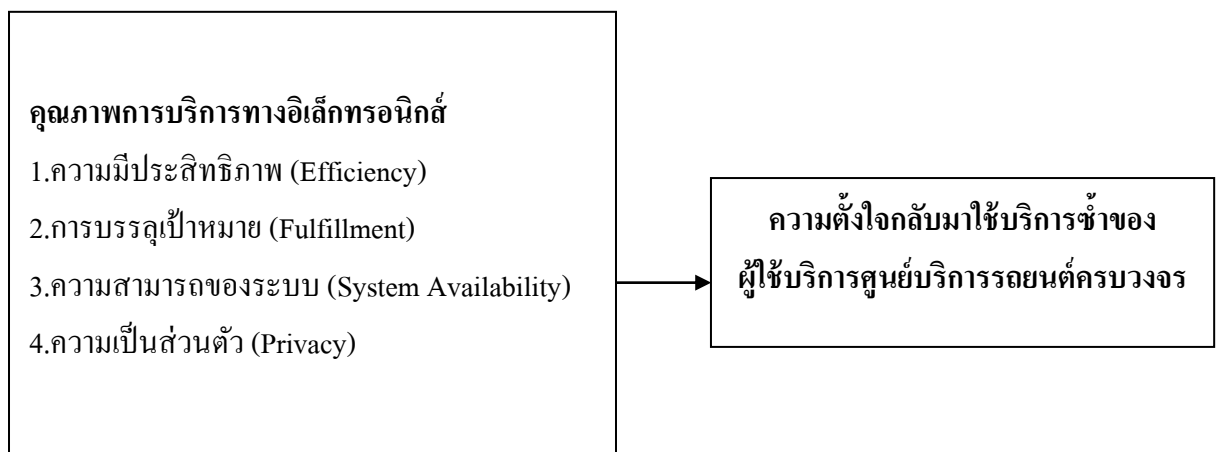 คุณภาพการบริการทางอิเล็กทรอนิกส์
1.ความมีประสิทธิภาพ (Efficiency)
2.การบรรลุเป้าหมาย (Fulfillment)
3.ความสามารถของระบบ (System Availability)
4.ความเป็นส่วนตัว (Privacy)
ความตั้งใจกลับมาใช้บริการซ้ำของ
ผู้ใช้บริการศูนย์บริการรถยนต์ครบวงจร